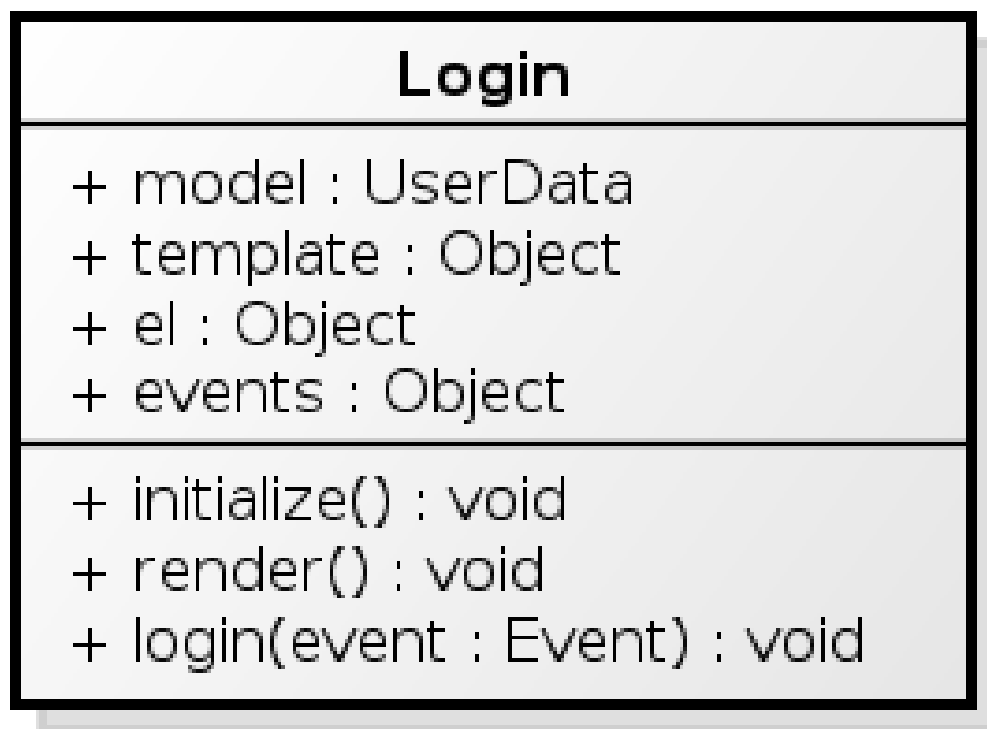 Login
+ model : UserData
+ template : Object
+ el : Object
+ events : Object
+ initialize() : void
+ render() : void
+ login(event : Event) : void